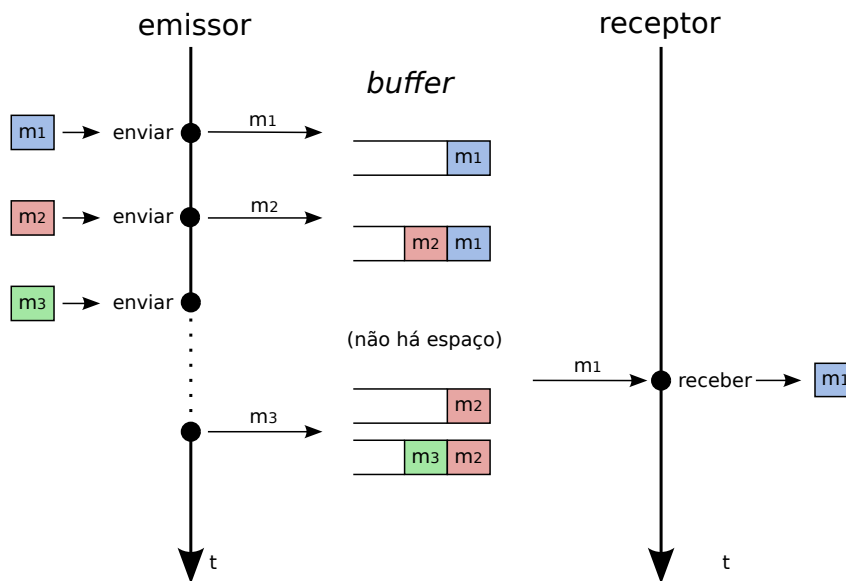 emissor
receptor
buffer
m1 enviar m1
m1
m2 enviar m2
m2 m1
m3 enviar
(não há espaço)
m1 receber m1
m2
m3
m3 m2
t t